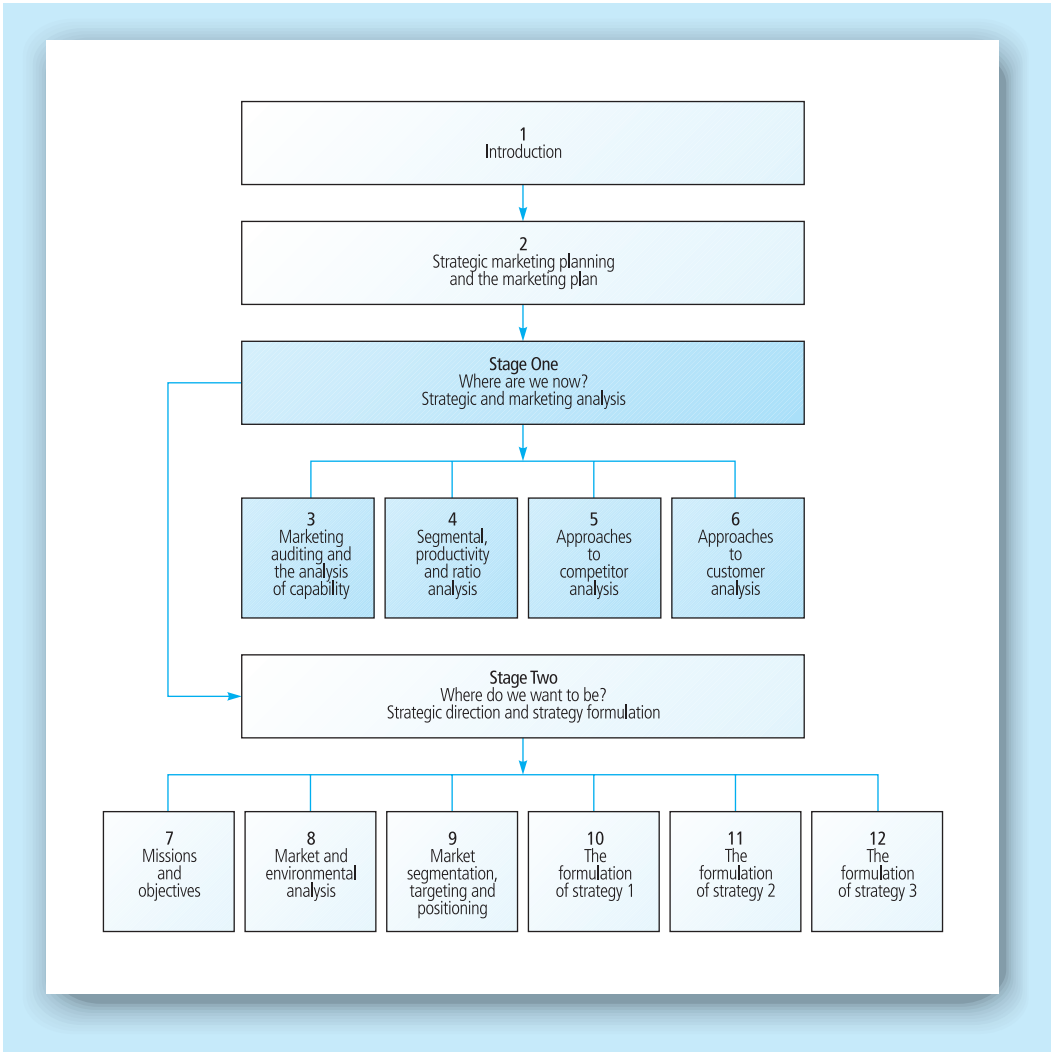 1
Introduction
2
Strategic marketing planning
and the marketing plan
Stage One
Where are we now?
Strategic and marketing analysis
3
Marketing
auditing and
the analysis
of capability
4
Segmental,
productivity
and ratio
analysis
5
Approaches
to
competitor
analysis
6
Approaches
to
customer
analysis
Stage Two
Where do we want to be?
Strategic direction and strategy formulation
7
Missions
and
objectives
8
Market and
environmental
analysis
9
Market
segmentation,
targeting and
positioning
10
The
formulation
of strategy 1
11
The
formulation
of strategy 2
12
The
formulation
of strategy 3